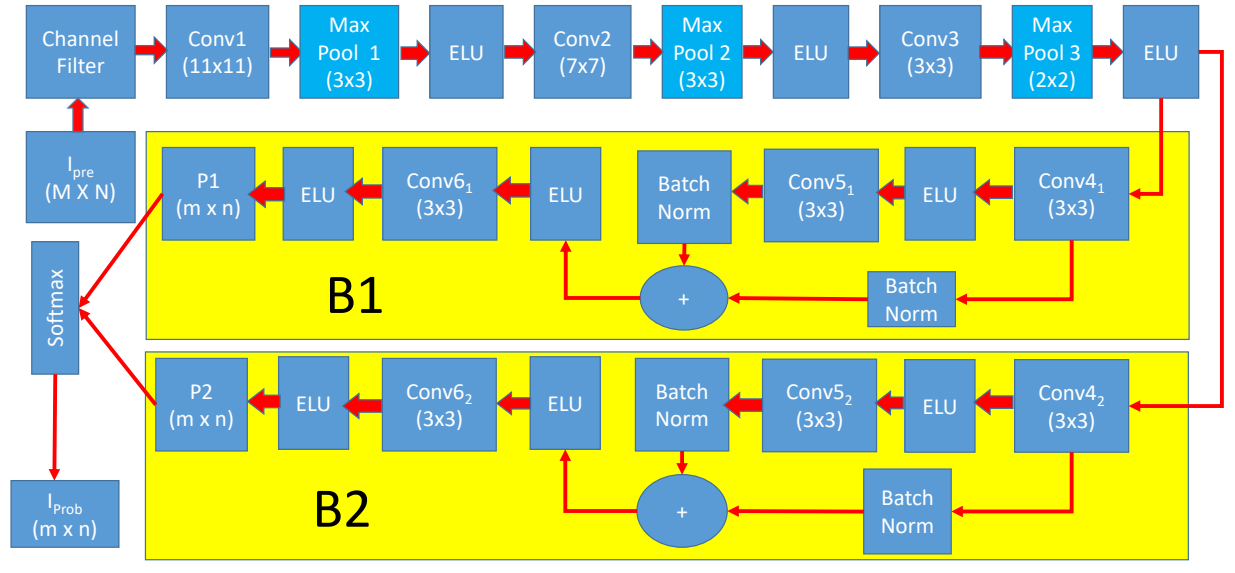 Channel
Filter
Conv1
(11x11)
Max
Pool 1
(3x3)
ELU
Conv2
(7x7)
Max
Pool 2
(3x3)
ELU
Conv3
(3x3)
Max
Pool 3
(2x2)
ELU
I_pre
(M X N)
P1
(m x n)
ELU
Conv6₁
(3x3)
ELU
Batch
Norm
Conv5₁
(3x3)
ELU
Conv4₁
(3x3)
B1
+
Batch
Norm
Softmax
P2
(m x n)
ELU
Conv6₂
(3x3)
ELU
Batch
Norm
Conv5₂
(3x3)
ELU
Conv4₂
(3x3)
B2
+
Batch
Norm
I_Prob
(m x n)